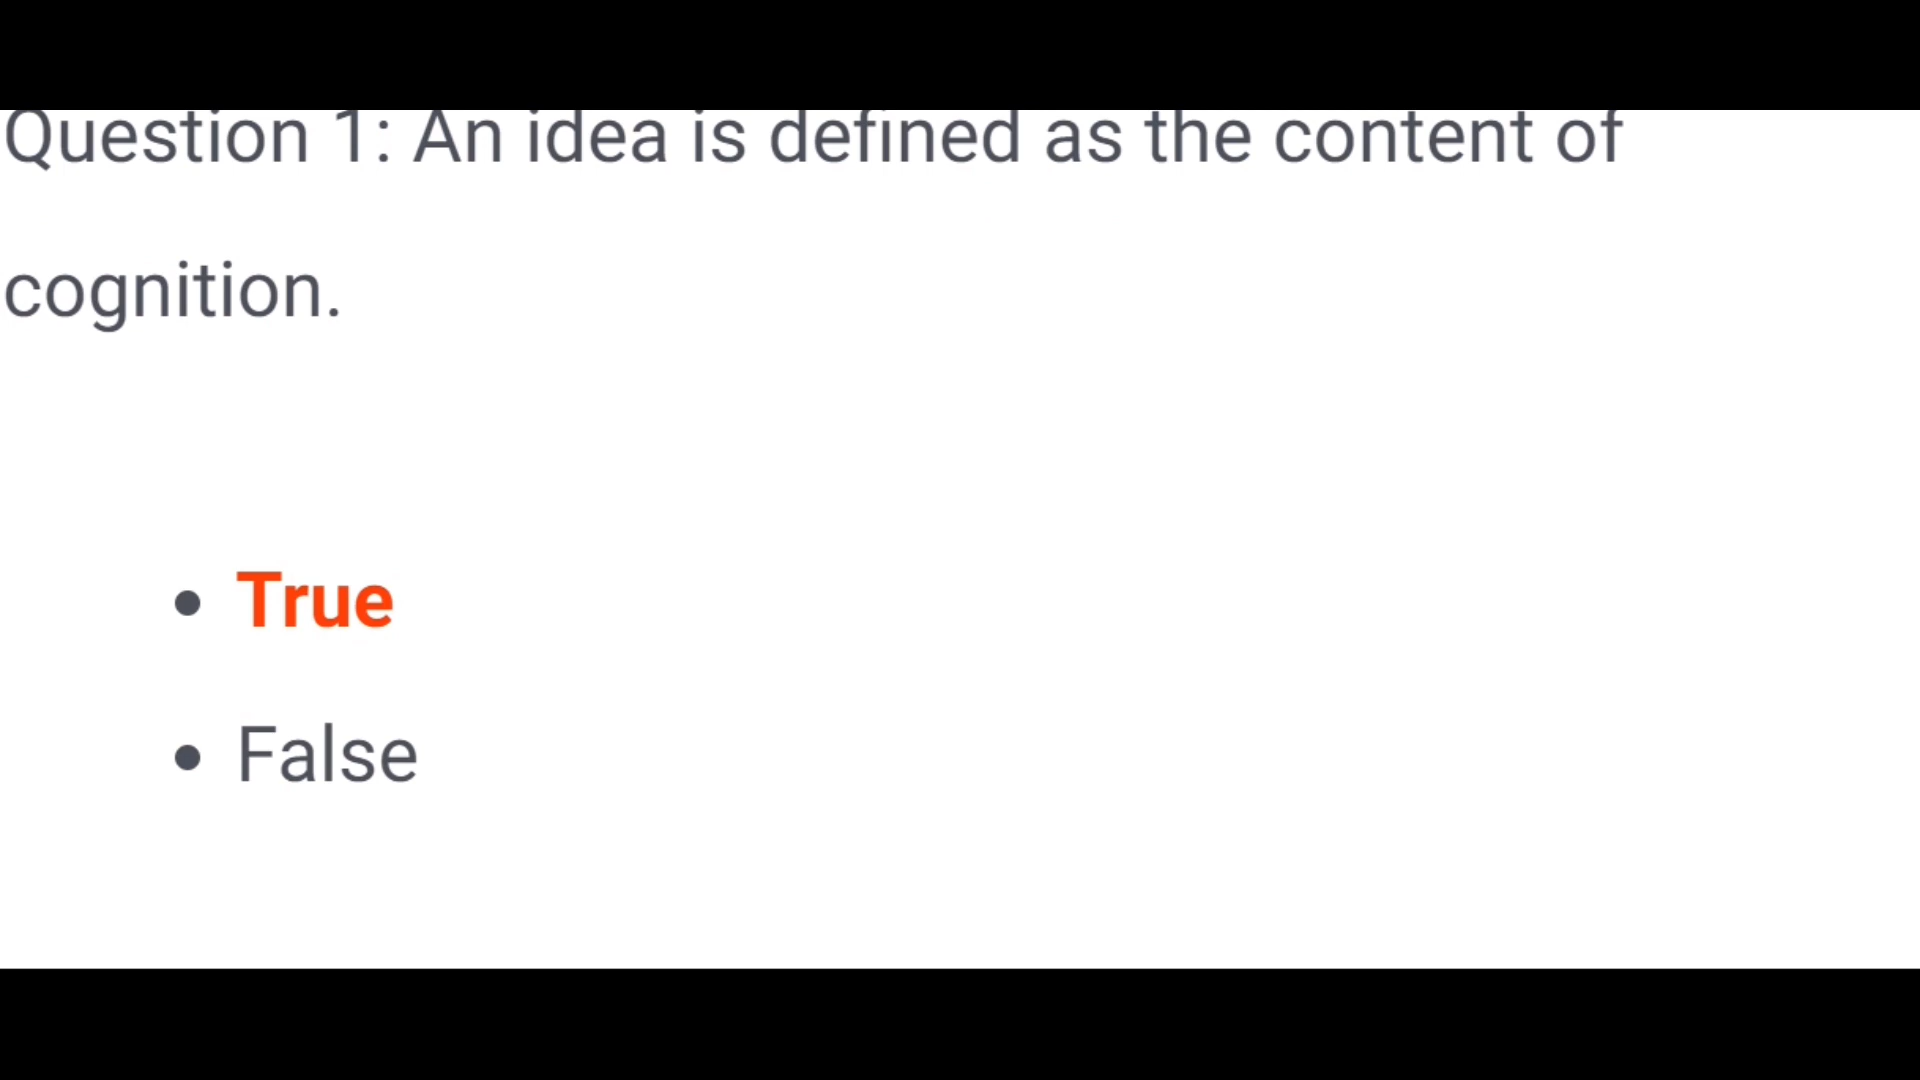 Question 1: An idea is defined as the content of
cognition.
• True
• False